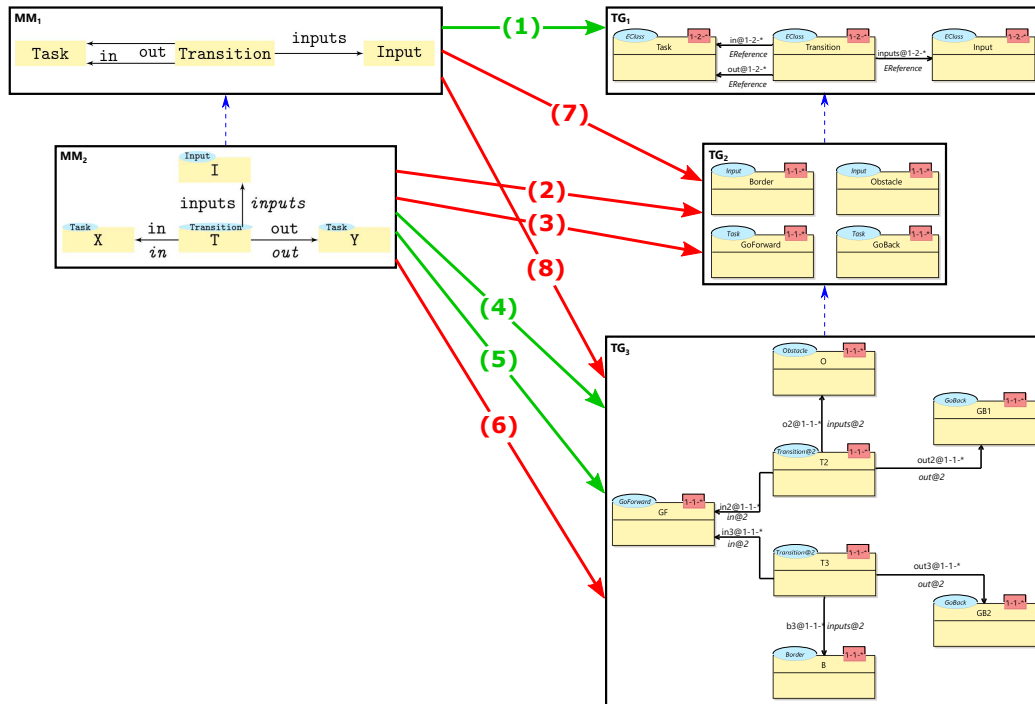 MM1
Task
in
out
Transition
inputs
Input
MM2
Input
I
inputs
inputs
Task
X
in
in
Transition
T
out
out
Task
Y
(1)
(7)
(2)
(3)
(8)
(4)
(5)
(6)
TG1
EClass
1-2-*
Task
in@1-2-*
EReference
out@1-2-*
EReference
EClass
1-2-*
Transition
inputs@1-2-*
EReference
EClass
1-2-*
Input
TG2
Input
1-1-*
Border
Input
1-1-*
Obstacle
Task
1-1-*
GoForward
Task
1-1-*
GoBack
TG3
Obstacle
1-1-*
O
o2@1-1-*
inputs@2
Transition@2
1-1-*
T2
GoBack
1-1-*
GB1
out2@1-1-*
out@2
GoForward
1-1-*
GF
in2@1-1-*
in@2
in3@1-1-*
in@2
Transition@2
1-1-*
T3
out3@1-1-*
out@2
GoBack
1-1-*
GB2
b3@1-1-*
inputs@2
Border
1-1-*
B